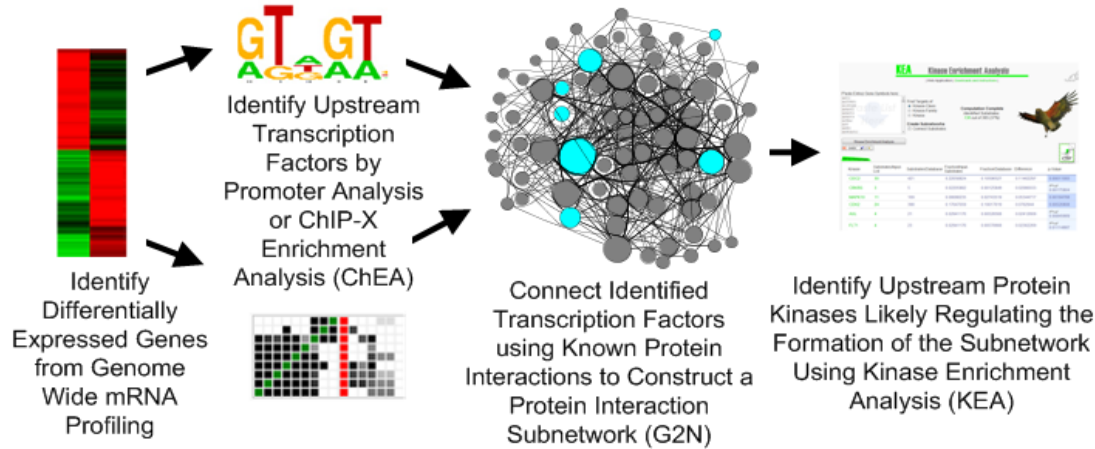 GTAGT
AGGAA
Identify Upstream
Transcription
Factors by
Promoter Analysis
or ChIP-X
Enrichment
Analysis (ChEA)
Identify
Differentially
Expressed Genes
from Genome
Wide mRNA
Profiling
Connect Identified
Transcription Factors
using Known Protein
Interactions to Construct a
Protein Interaction
Subnetwork (G2N)
KEA Kinase Enrichment Analysis
Identify Upstream Protein
Kinases Likely Regulating the
Formation of the Subnetwork
Using Kinase Enrichment
Analysis (KEA)